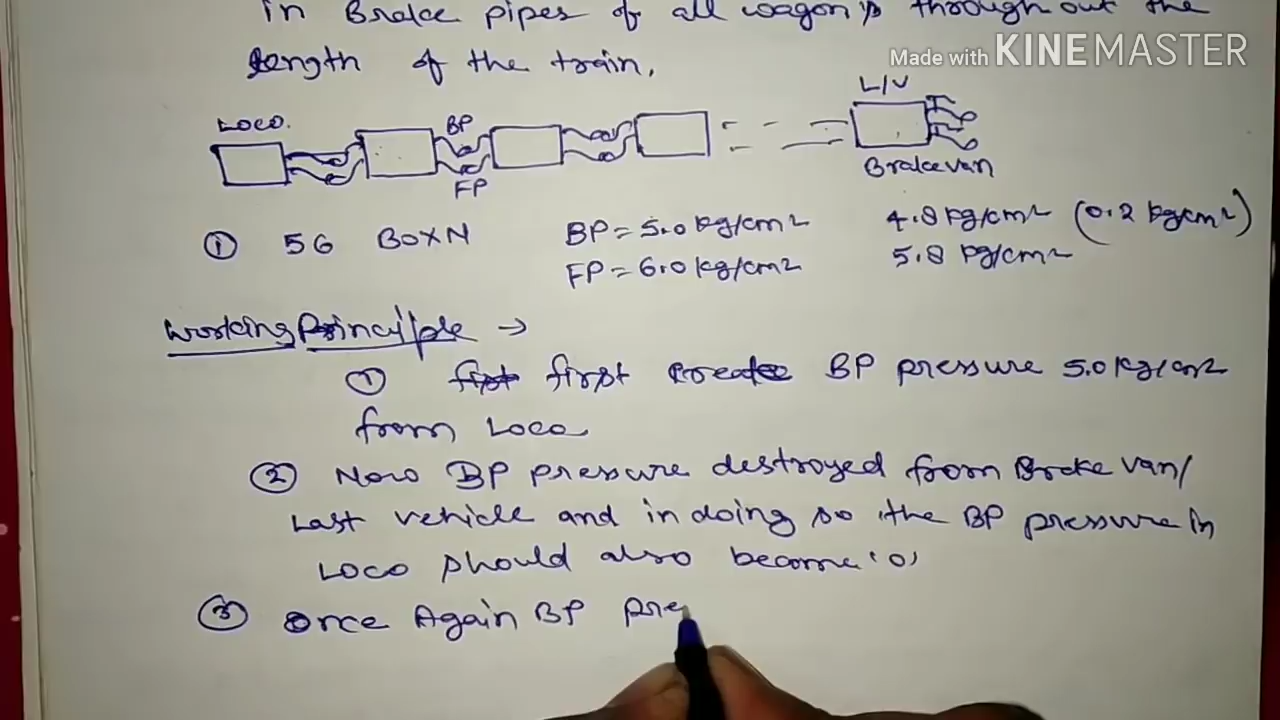 in Brake pipes of all wagons throughout the
Made with KINEMASTER
length of the train.
L/V
LOCO.
BP
FP
Brakevan
① 56 BOXN BP = 5.0 kg/cm² 4.8 kg/cm² (0.2 kg/cm²)
FP = 6.0 kg/cm² 5.8 kg/cm²
Working Principle →
① first create BP pressure 5.0 kg/cm²
from Loco
② Now BP pressure destroyed from Brake van/
Last vehicle and in doing so the BP pressure in
Loco should also become '0'
③ Once Again BP Pre